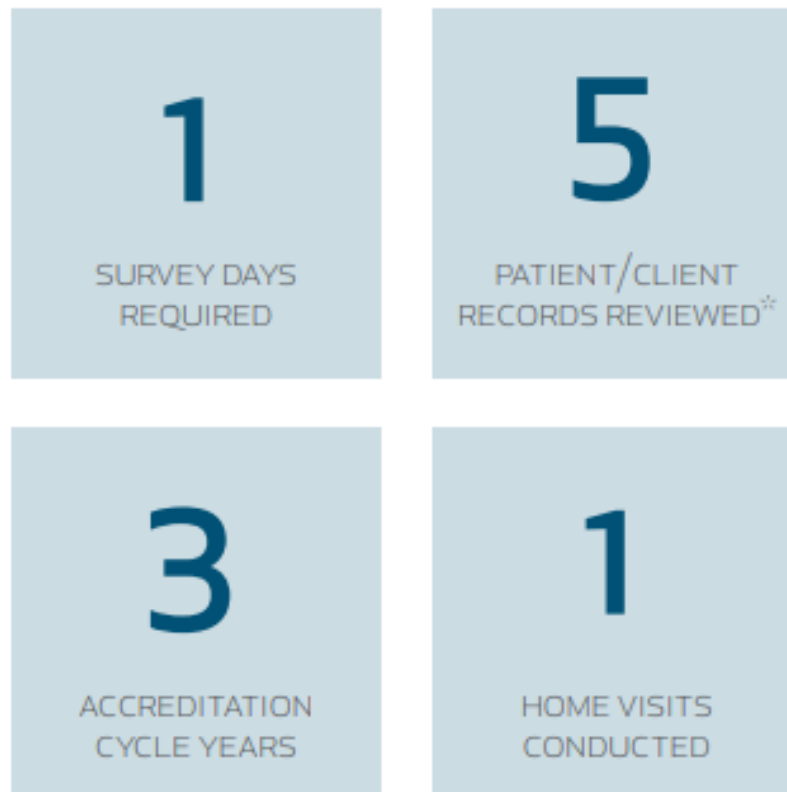 1
SURVEY DAYS
REQUIRED
5
PATIENT/CLIENT
RECORDS REVIEWED*
3
ACCREDITATION
CYCLE YEARS
1
HOME VISITS
CONDUCTED